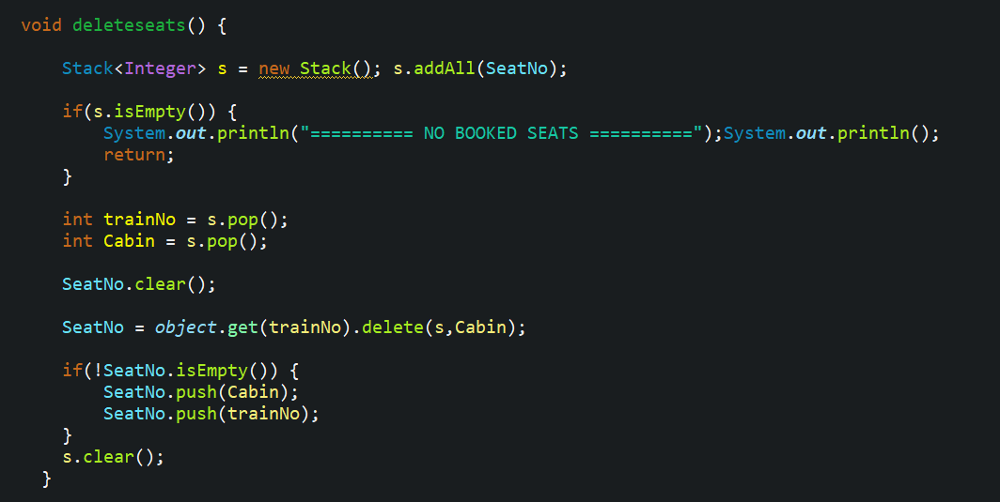 void deleteseats() {
Stack<Integer> s = new Stack(); s.addAll(SeatNo);
if(s.isEmpty()) {
System.out.println("========== NO BOOKED SEATS ==========");System.out.println();
return;
}
int trainNo = s.pop();
int Cabin = s.pop();
SeatNo.clear();
SeatNo = object.get(trainNo).delete(s,Cabin);
if(!SeatNo.isEmpty()) {
SeatNo.push(Cabin);
SeatNo.push(trainNo);
}
s.clear();
}